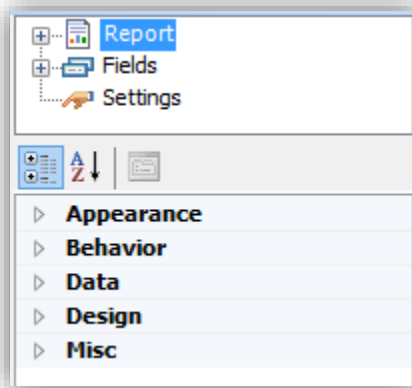 Report
Fields
Settings
A
Z
Appearance
Behavior
Data
Design
Misc